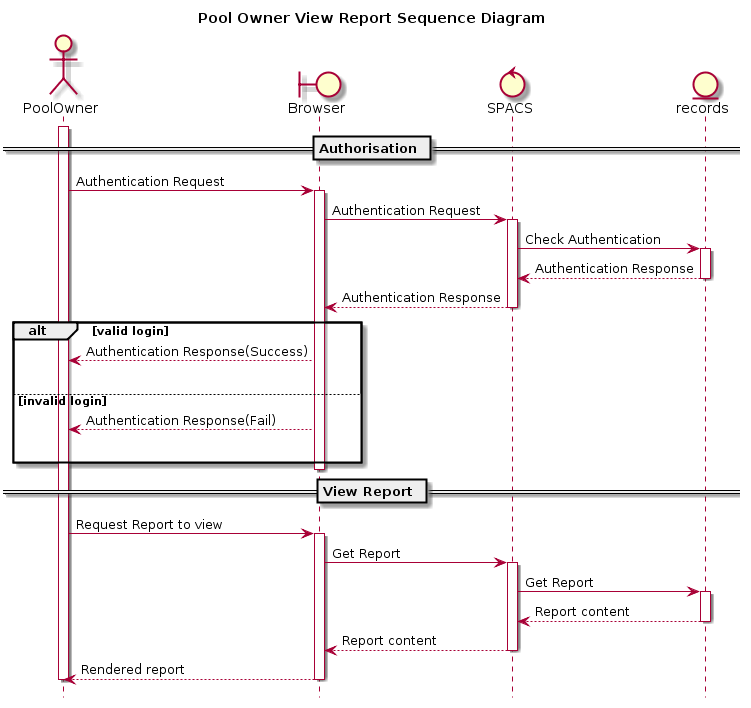 Pool Owner View Report Sequence Diagram
PoolOwner
Browser
SPACS
records
Authorisation
Authentication Request
Authentication Request
Check Authentication
Authentication Response
Authentication Response
alt [valid login]
Authentication Response(Success)
[invalid login]
Authentication Response(Fail)
View Report
Request Report to view
Get Report
Get Report
Report content
Report content
Rendered report